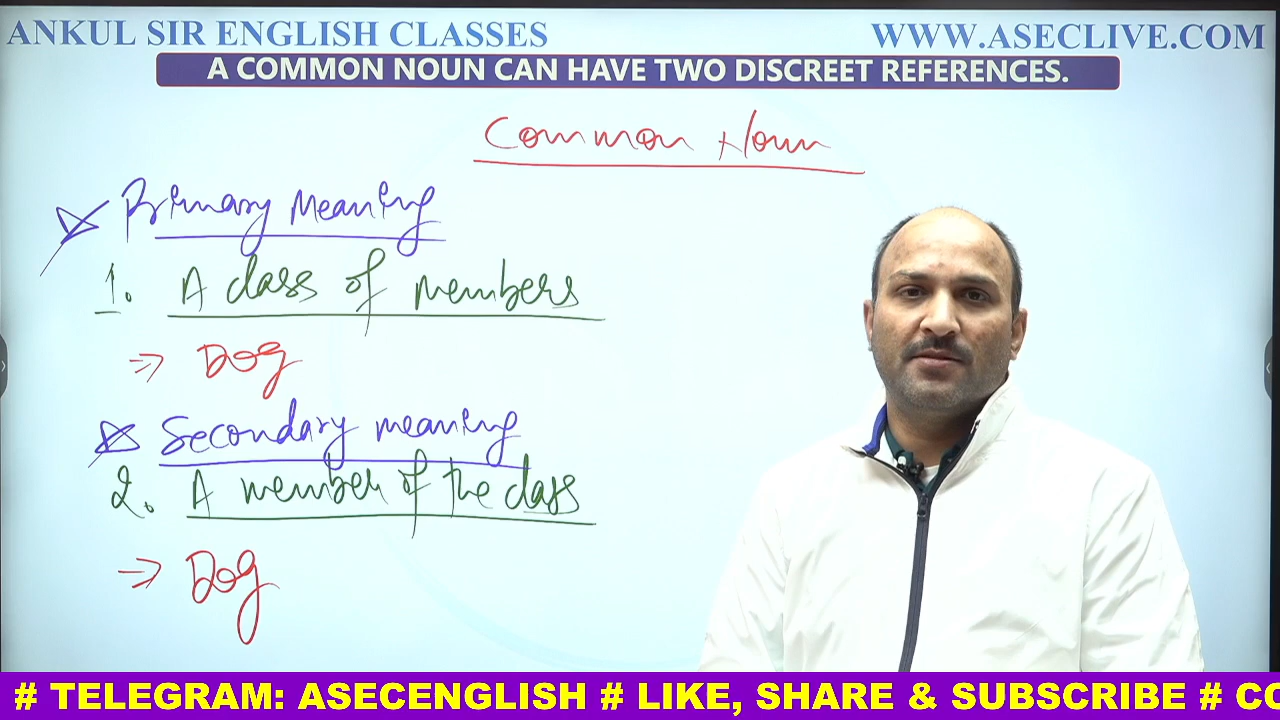 ANKUL SIR ENGLISH CLASSES
WWW.ASECLIVE.COM
A COMMON NOUN CAN HAVE TWO DISCREET REFERENCES.
Common Noun
Primary Meaning
1. A class of members
⇒ Dog
Secondary meaning
2. A member of the class
⇒ Dog
# TELEGRAM: ASECENGLISH # LIKE, SHARE & SUBSCRIBE # CO